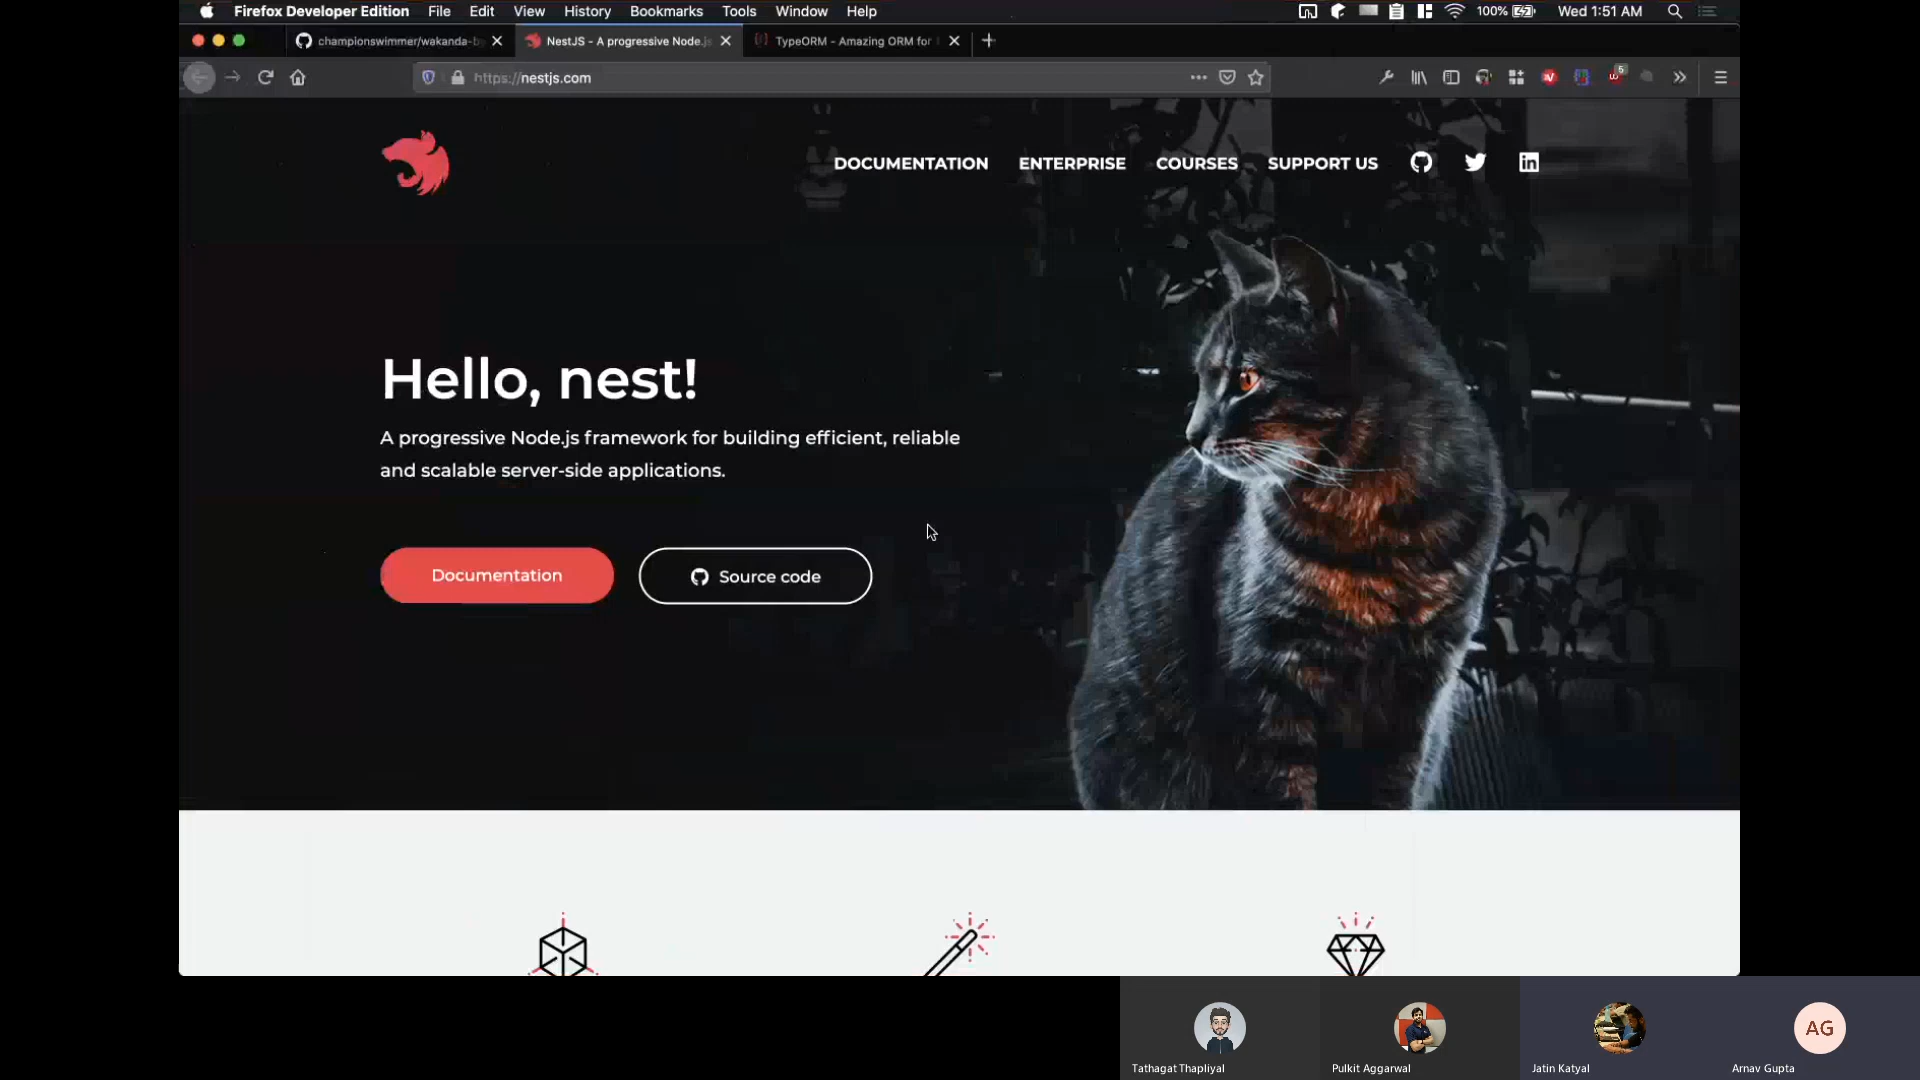 Firefox Developer Edition File Edit View History Bookmarks Tools Window Help 100% Wed 1:51 AM
championswimmer/wakanda-b NestJS - A progressive Node.js TypeORM - Amazing ORM for
https://nestjs.com 5
DOCUMENTATION ENTERPRISE COURSES SUPPORT US
Hello, nest!
A progressive Node.js framework for building efficient, reliable
and scalable server-side applications.
Documentation Source code
AG
Tathagat Thapliyal Pulkit Aggarwal Jatin Katyal Arnav Gupta